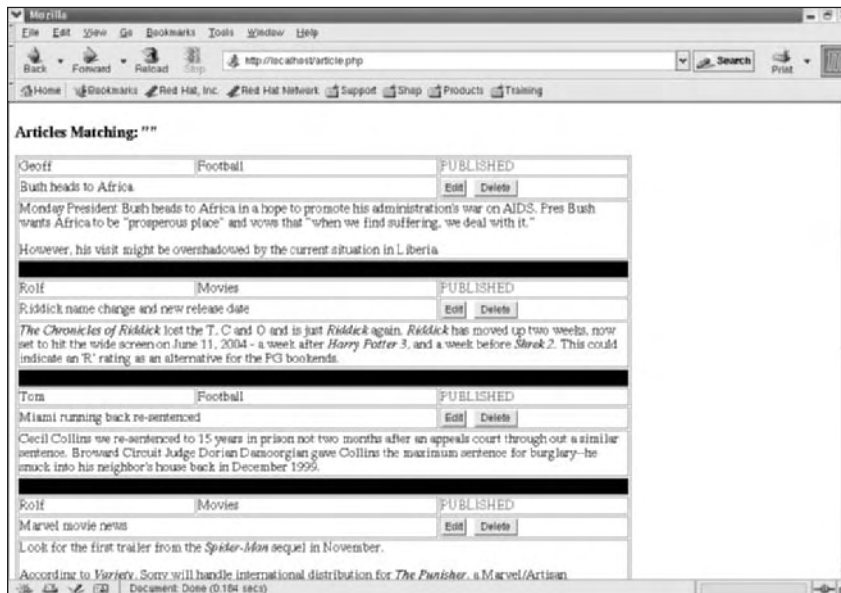 Mozilla
File Edit View Go Bookmarks Tools Window Help
Back Forward Reload Stop http://localhost/article.php Search Print
Home Bookmarks Red Hat, Inc. Red Hat Network Support Shop Products Training
Articles Matching: ""
Geoff Football PUBLISHED
Bush heads to Africa Edit Delete
Monday President Bush heads to Africa in a hope to promote his administration's war on AIDS. Pres Bush
wants Africa to be "prosperous place" and vows that "when we find suffering, we deal with it."
However, his visit might be overshadowed by the current situation in Liberia
Rolf Movies PUBLISHED
Riddick name change and new release date Edit Delete
The Chronicles of Riddick lost the T, C and O and is just Riddick again. Riddick has moved up two weeks, now
set to hit the wide screen on June 11, 2004 - a week after Harry Potter 3, and a week before Shrek 2. This could
indicate an 'R' rating as an alternative for the PG bookends.
Tom Football PUBLISHED
Miami running back re-sentenced Edit Delete
Cecil Collins we re-sentenced to 15 years in prison not two months after an appeals court through out a similar
sentence. Broward Circuit Judge Dorian Damoorgian gave Collins the maximum sentence for burglary--he
snuck into his neighbor's house back in December 1999.
Rolf Movies PUBLISHED
Marvel movie news Edit Delete
Look for the first trailer from the Spider-Man sequel in November.
According to Variety, Sony will handle international distribution for The Punisher, a Marvel/Artisan
Document: Done (0.184 secs)